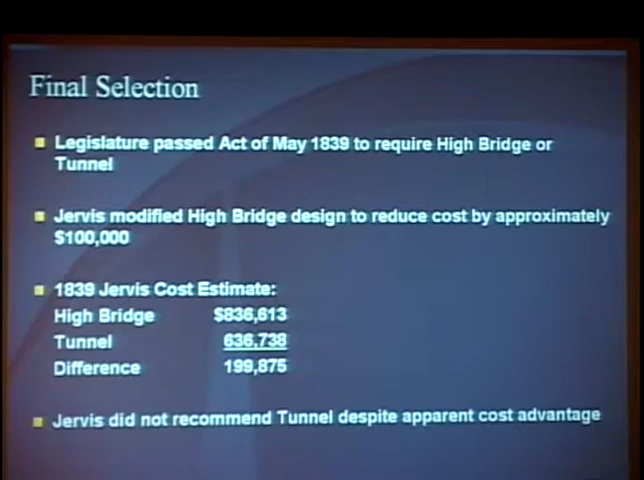 Final Selection
Legislature passed Act of May 1839 to require High Bridge or
Tunnel
Jervis modified High Bridge design to reduce cost by approximately
$100,000
1839 Jervis Cost Estimate:
High Bridge $836,613
Tunnel 636,738
Difference 199,875
Jervis did not recommend Tunnel despite apparent cost advantage